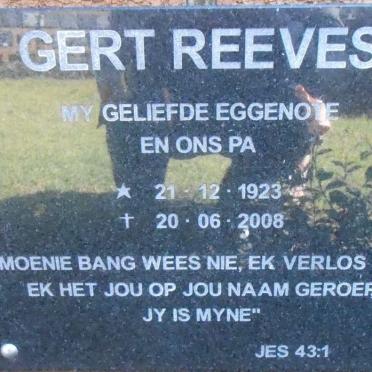 GERT REEVES
MY GELIEFDE EGGENOTE
EN ONS PA
★ 21 · 12 · 1923
✝ 20 · 06 · 2008
MOENIE BANG WEES NIE, EK VERLOS
EK HET JOU OP JOU NAAM GEROEP
JY IS MYNE"
JES 43:1